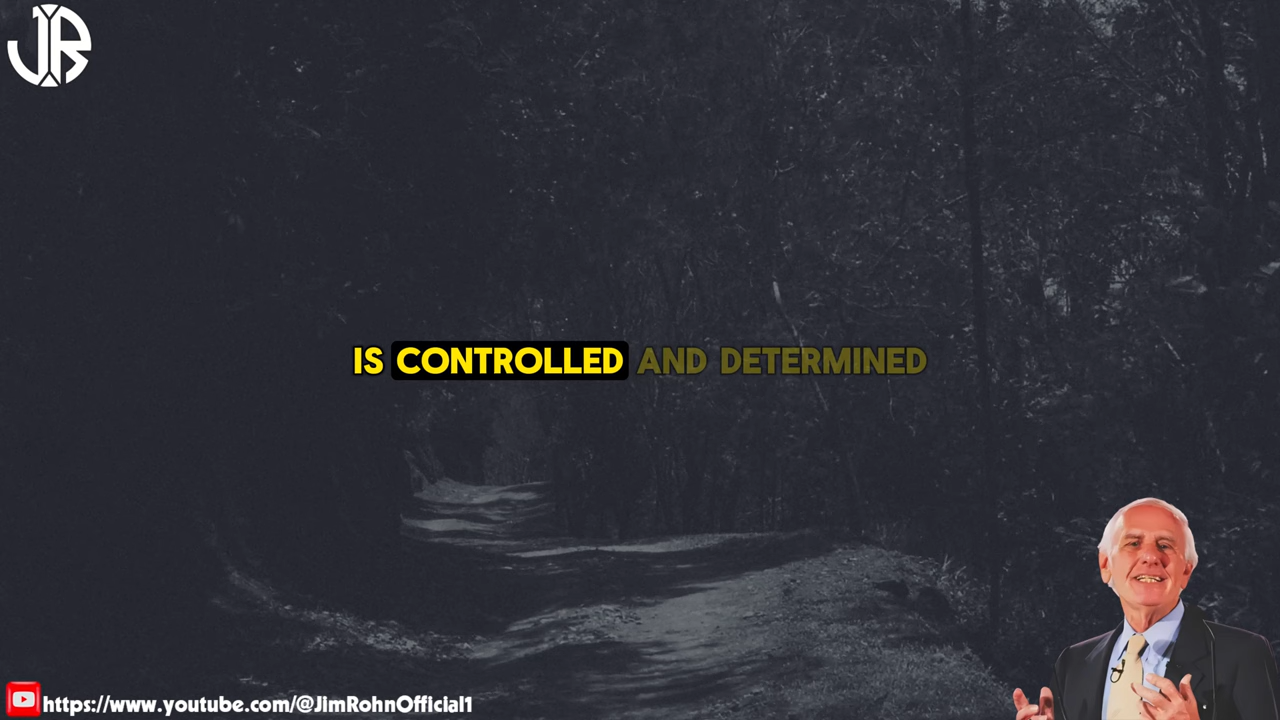 JR
IS CONTROLLED AND DETERMINED
https://www.youtube.com/@JimRohnOfficial1